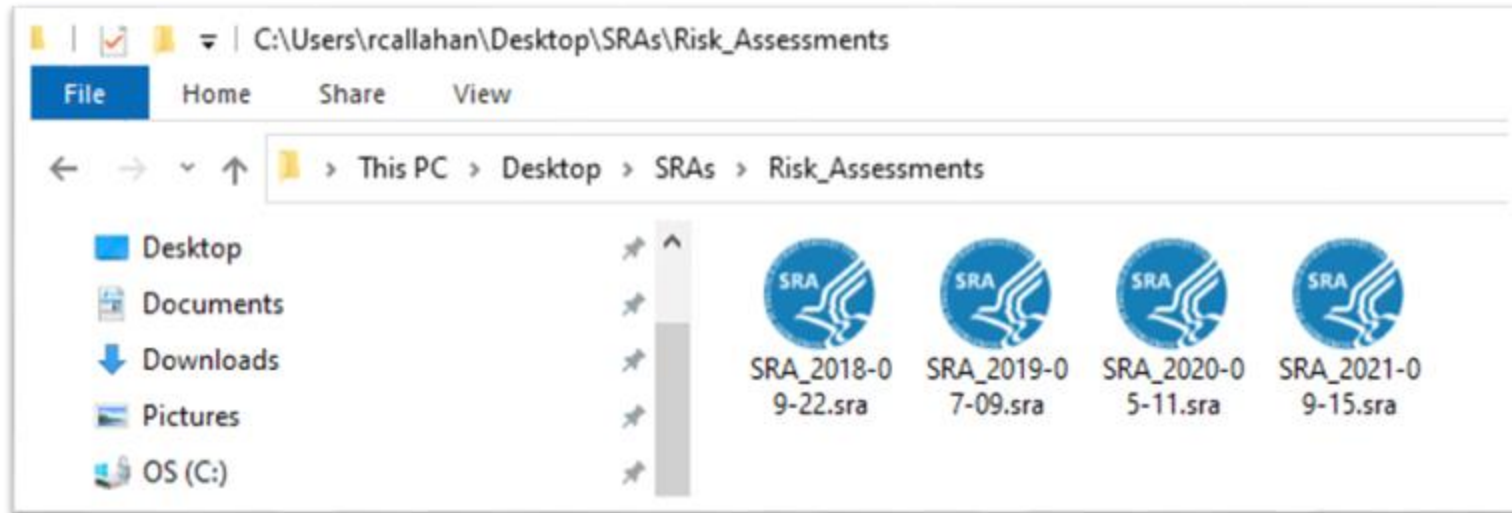 C:\Users\rcallahan\Desktop\SRAs\Risk_Assessments
File Home Share View
This PC > Desktop > SRAs > Risk_Assessments
Desktop
Documents
Downloads
Pictures
OS (C:)
SRA SRA SRA SRA
SRA_2018-0 SRA_2019-0 SRA_2020-0 SRA_2021-0
9-22.sra 7-09.sra 5-11.sra 9-15.sra